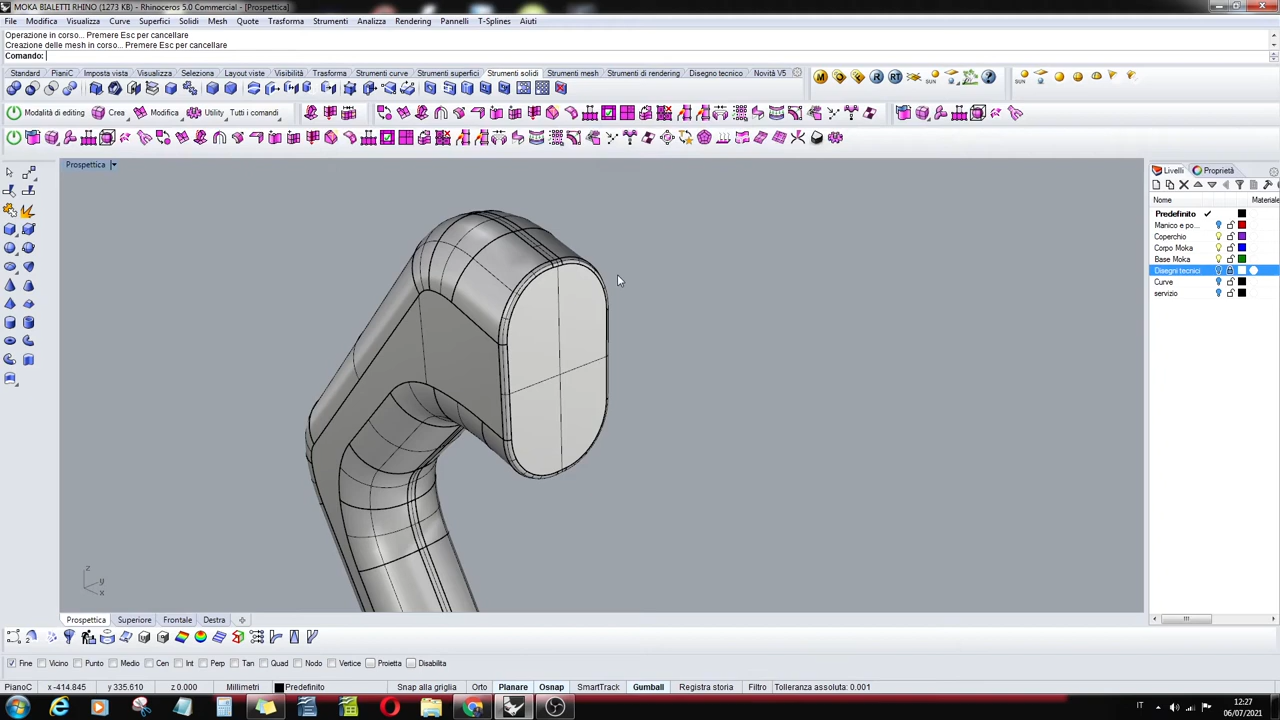 MOKA BIALETTI RHINO (1273 KB) - Rhinoceros 5.0 Commercial - [Prospettica]
File Modifica Visualizza Curve Superfici Solidi Mesh Quote Trasforma Strumenti Analizza Rendering Pannelli T-Splines Aiuti
Operazione in corso... Premere Esc per cancellare
Creazione delle mesh in corso... Premere Esc per cancellare
Comando:
Standard PianiC Imposta vista Visualizza Seleziona Layout viste Visibilità Trasforma Strumenti curve Strumenti superfici Strumenti solidi Strumenti mesh Strumenti di rendering Disegno tecnico Novità V5
Modalità di editing Crea Modifica Utility Tutti i comandi
Prospettica
Livelli Proprietà
Nome Materiale
Predefinito
Manico e po...
Coperchio
Corpo Moka
Base Moka
Disegni tecnici
Curve
servizio
z
y
x
Prospettica Superiore Frontale Destra
Fine Vicino Punto Medio Cen Int Perp Tan Quad Nodo Vertice Proietta Disabilita
PianoC x -414.845 y 335.610 z 0.000 Millimetri Predefinito Snap alla griglia Orto Planare Osnap SmartTrack Gumball Registra storia Filtro Tolleranza assoluta: 0.001
IT 12:27
06/07/2021